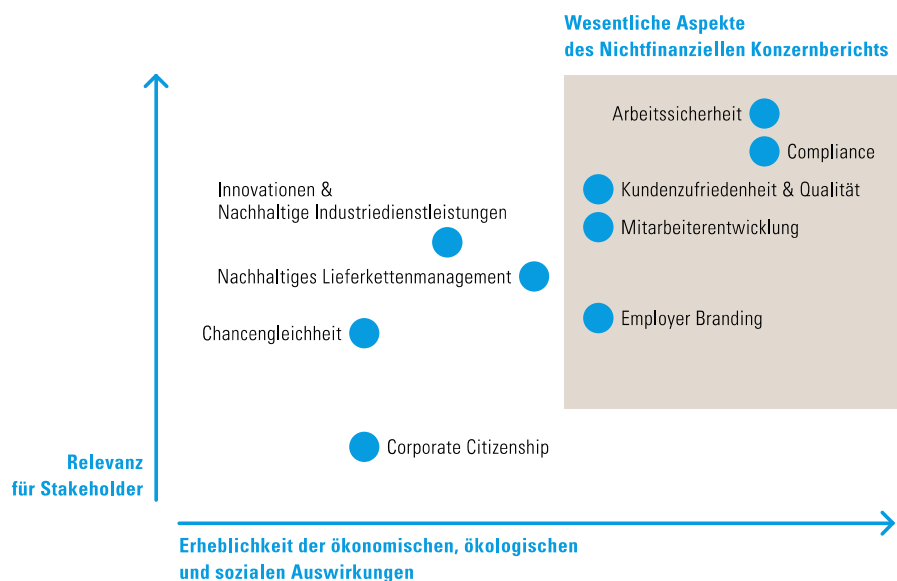 Wesentliche Aspekte
des Nichtfinanziellen Konzernberichts
Arbeitssicherheit
Compliance
Innovationen &
Nachhaltige Industriedienstleistungen
Kundenzufriedenheit & Qualität
Mitarbeiterentwicklung
Nachhaltiges Lieferkettenmanagement
Chancengleichheit
Employer Branding
Corporate Citizenship
Relevanz
für Stakeholder
Erheblichkeit der ökonomischen, ökologischen
und sozialen Auswirkungen